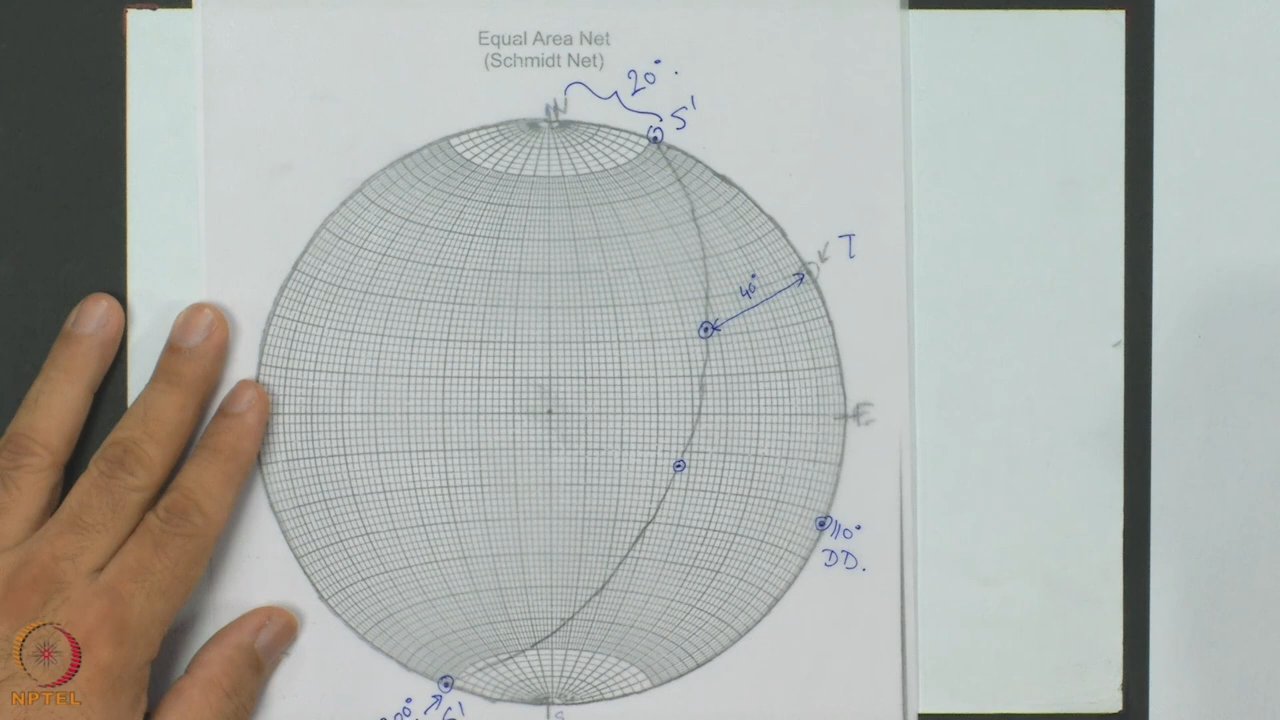 Equal Area Net
(Schmidt Net)
20°.
N
S'
T
40°
E
110°
DD.
S
NPTEL